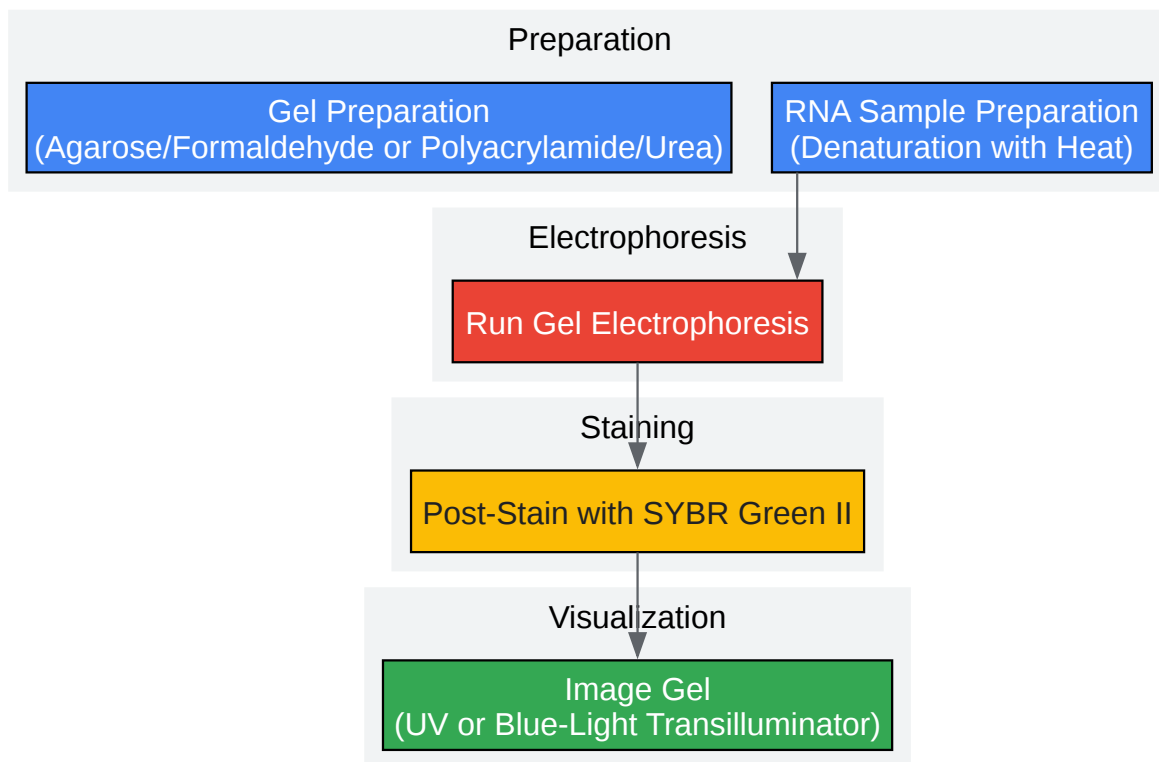 Preparation
Gel Preparation
(Agarose/Formaldehyde or Polyacrylamide/Urea)
RNA Sample Preparation
(Denaturation with Heat)
Electrophoresis
Run Gel Electrophoresis
Staining
Post-Stain with SYBR Green II
Visualization
Image Gel
(UV or Blue-Light Transilluminator)